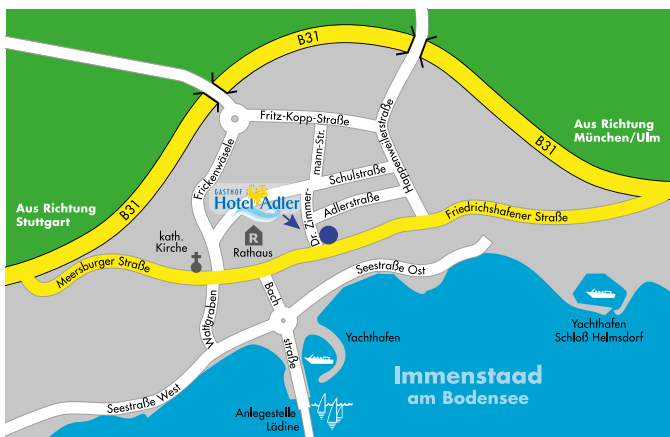 B31
Fritz-Kopp-Straße
Aus Richtung
München/Ulm
B31
Dr. Zimmer-
mann-Str.
Hoppenweilerstraße
Frickenwäsele
Schulstraße
GASTHOF
Hotel Adler
Adlerstraße
Aus Richtung
Stuttgart
B31
Friedrichshafener Straße
kath.
Kirche
R
Rathaus
Meersburger Straße
Seestraße Ost
Bach
straße
Wattgraben
Yachthafen
Yachthafen
Schloß Helmsdorf
Immenstaad
am Bodensee
Seestraße West
Anlegestelle
Lädine